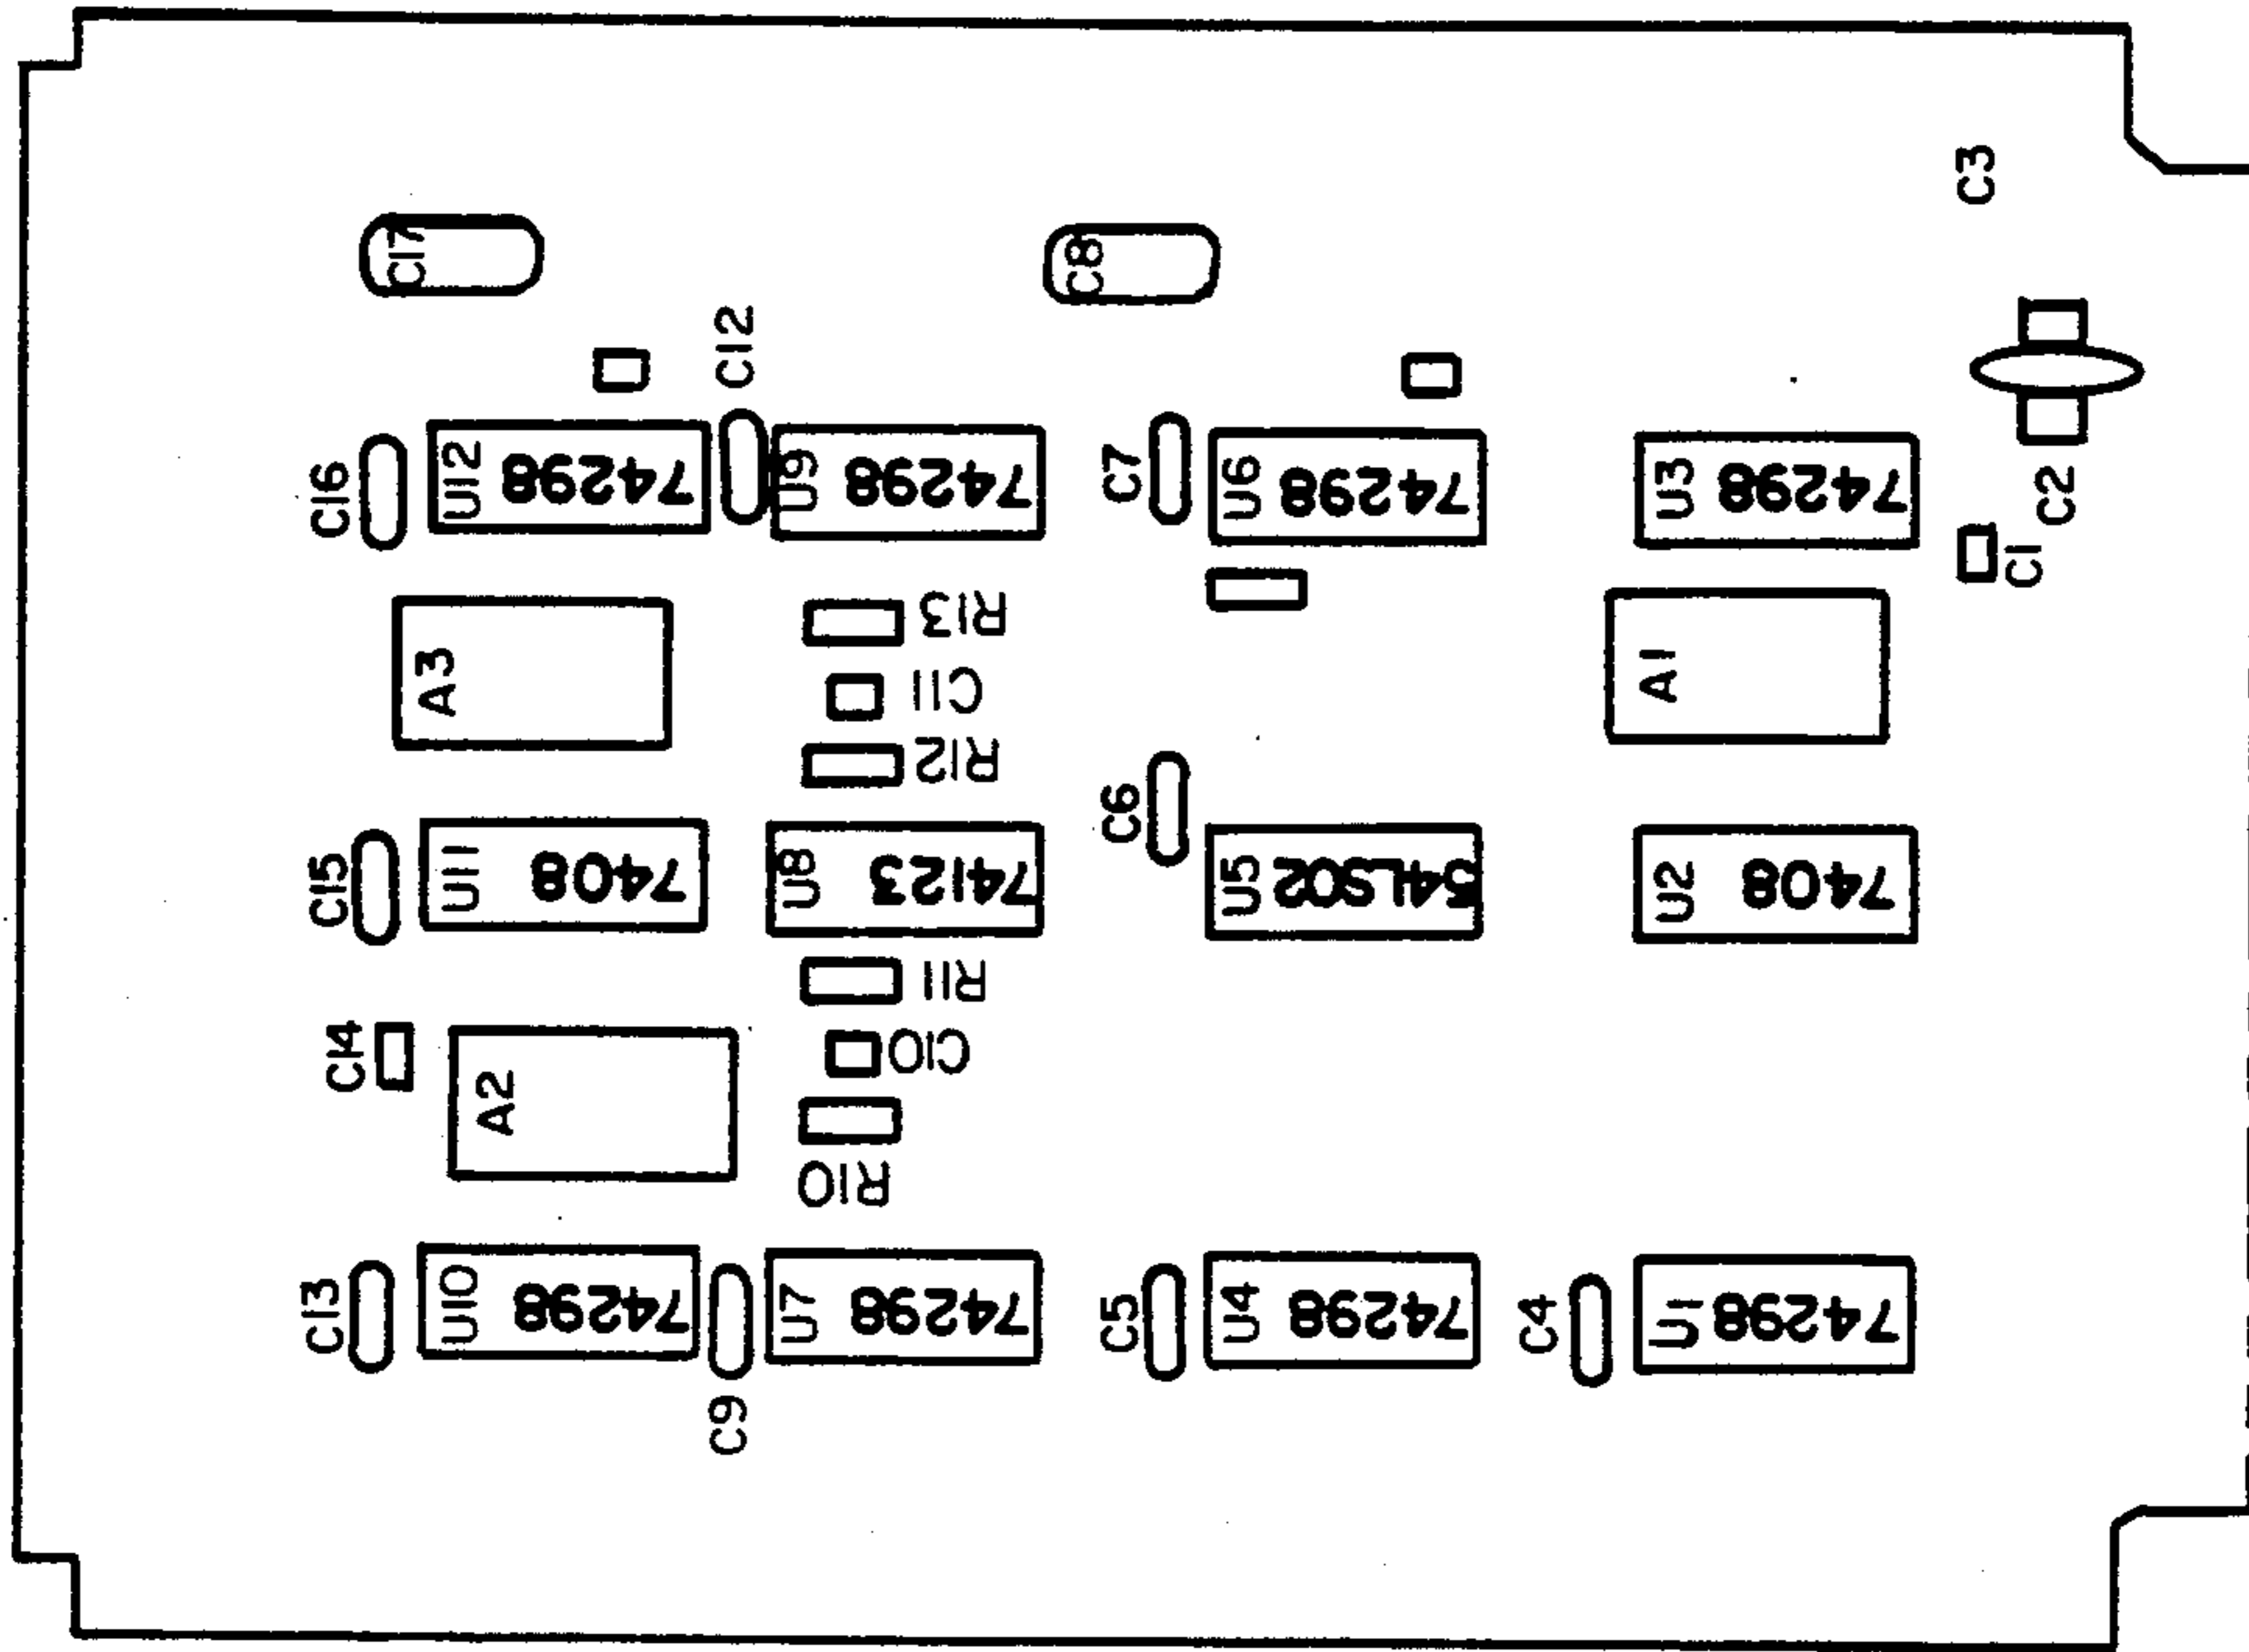 C17
C8
C3
C12
C16
U12 74298
U9 74298
C7
U6 74298
U3 74298
C2
C1
R13
A3
C11
A1
R12
C6
C15
U11 7408
U8 74123
U5 54LS02
U2 7408
R11
C14
C10
A2
R10
C13
U10 74298
U7 74298
C5
U4 74298
C4
U1 74298
C9